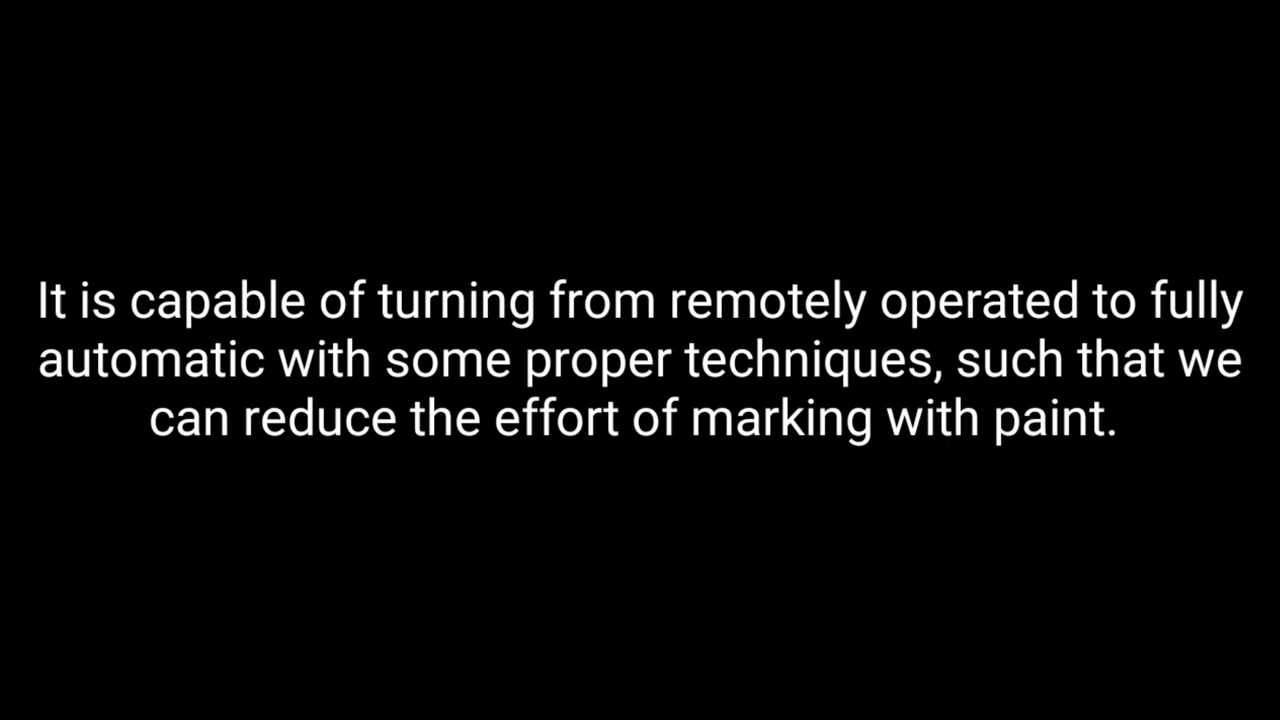 It is capable of turning from remotely operated to fully
automatic with some proper techniques, such that we
can reduce the effort of marking with paint.